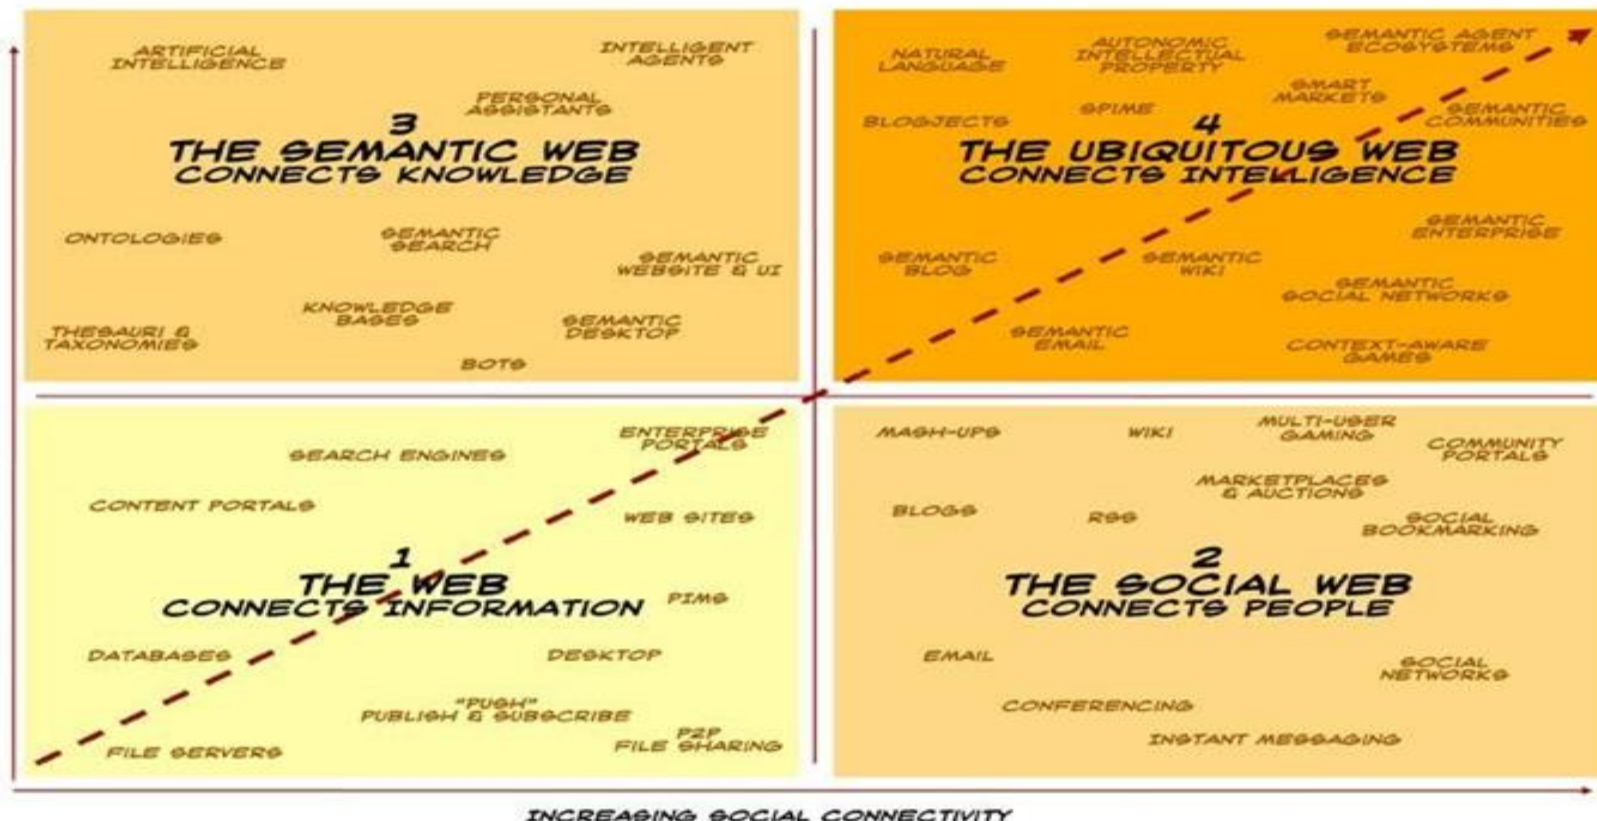 ARTIFICIAL
INTELLIGENCE
INTELLIGENT
AGENTS
PERSONAL
ASSISTANTS
3
THE SEMANTIC WEB
CONNECTS KNOWLEDGE
ONTOLOGIES
SEMANTIC
SEARCH
SEMANTIC
WEBSITE & UI
KNOWLEDGE
BASES
THESAURI &
TAXONOMIES
SEMANTIC
DESKTOP
BOTS
NATURAL
LANGUAGE
AUTONOMIC
INTELLECTUAL
PROPERTY
SEMANTIC AGENT
ECOSYSTEMS
SMART
MARKETS
BLOGJECTS
SPIME
SEMANTIC
COMMUNITIES
4
THE UBIQUITOUS WEB
CONNECTS INTELLIGENCE
SEMANTIC
ENTERPRISE
SEMANTIC
BLOG
SEMANTIC
WIKI
SEMANTIC
SOCIAL NETWORKS
SEMANTIC
EMAIL
CONTEXT-AWARE
GAMES
SEARCH ENGINES
ENTERPRISE
PORTALS
CONTENT PORTALS
WEB SITES
1
THE WEB
CONNECTS INFORMATION
PIMS
DATABASES
DESKTOP
"PUSH"
PUBLISH & SUBSCRIBE
FILE SERVERS
P2P
FILE SHARING
MASH-UPS
WIKI
MULTI-USER
GAMING
COMMUNITY
PORTALS
MARKETPLACES
& AUCTIONS
BLOGS
RSS
SOCIAL
BOOKMARKING
2
THE SOCIAL WEB
CONNECTS PEOPLE
EMAIL
SOCIAL
NETWORKS
CONFERENCING
INSTANT MESSAGING
INCREASING SOCIAL CONNECTIVITY